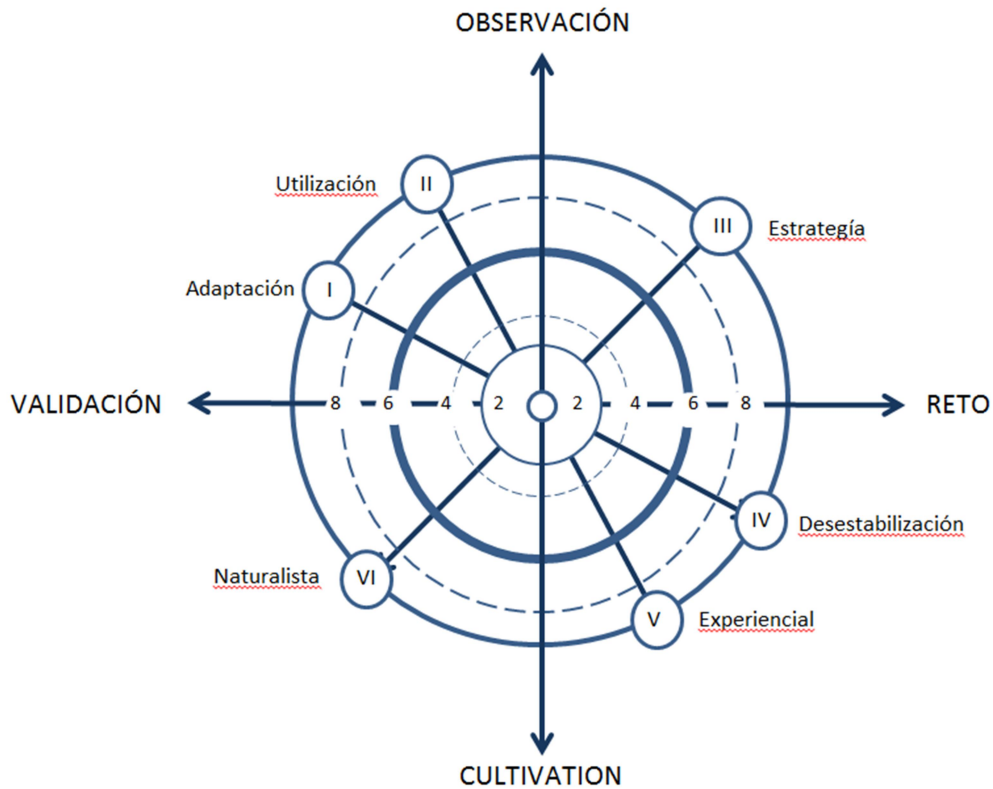 OBSERVACIÓN
Utilización
II
III
Estrategía
Adaptación
I
VALIDACIÓN
8 6 4 2 2 4 6 8
RETO
IV
Desestabilización
Naturalista
VI
V
Experiencial
CULTIVATION